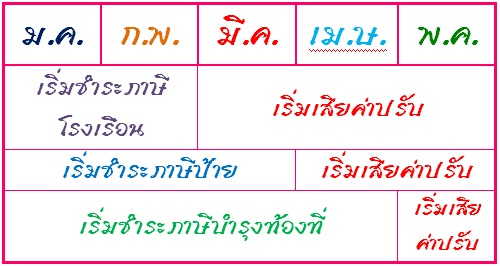 ม.ค. ก.พ. มี.ค. เม.ษ. พ.ค.
เริ่มชำระภาษี
โรงเรือน
เริ่มเสียค่าปรับ
เริ่มชำระภาษีป้าย เริ่มเสียค่าปรับ
เริ่มชำระภาษีบำรุงท้องที่
เริ่มเสีย
ค่าปรับ